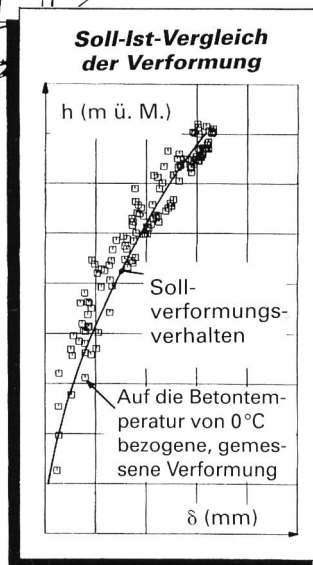 Soll-Ist-Vergleich
der Verformung
h (m ü. M.)
Soll-
verformungs-
verhalten
Auf die Betontem-
peratur von 0°C
bezogene, gemes-
sene Verformung
δ (mm)